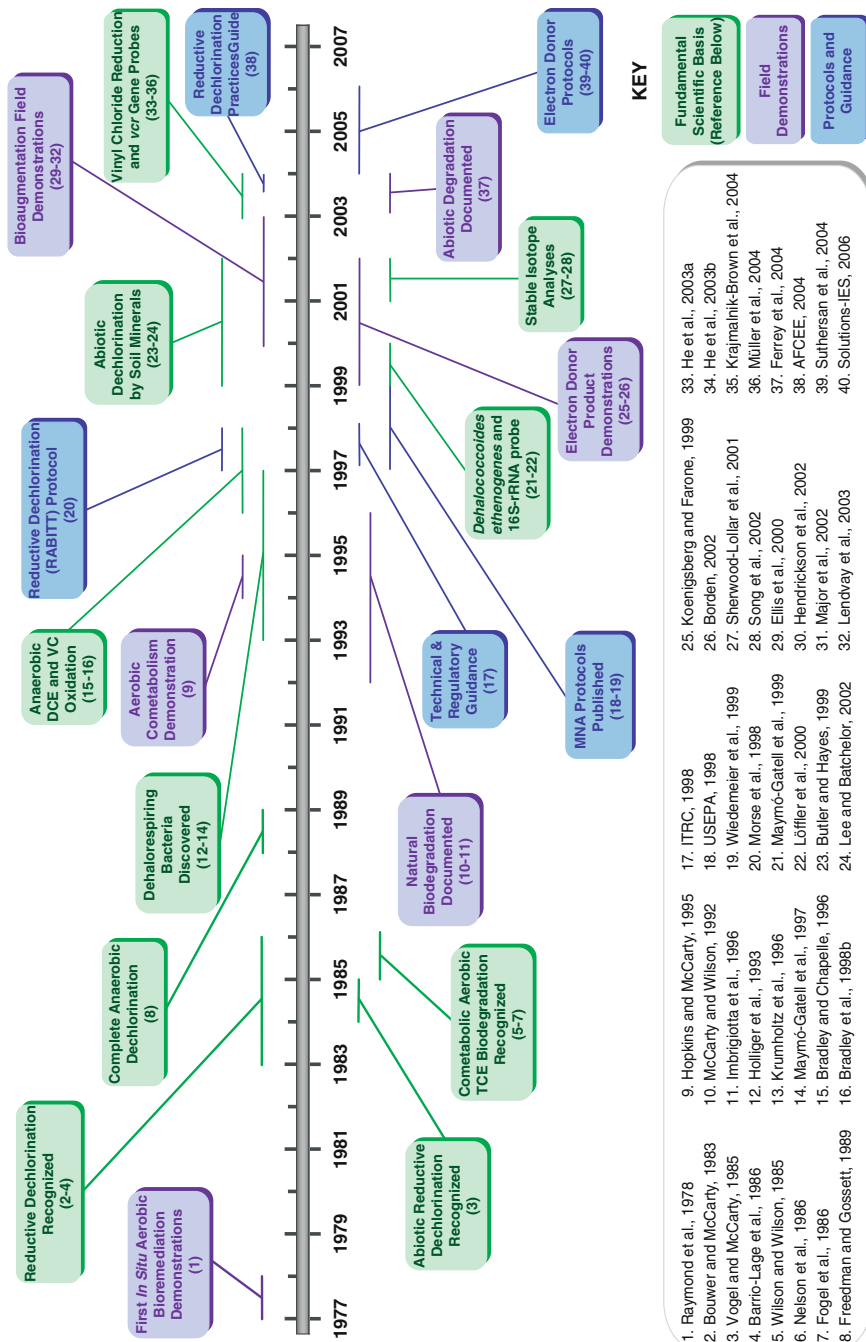 Reductive Dechlorination
Recognized
(2-4)
Complete Anaerobic
Dechlorination
(8)
Dehalorespiring
Bacteria
Discovered
(12-14)
Anaerobic
DCE and VC
Oxidation
(15-16)
Aerobic
Cometabolism
Demonstration
(9)
Reductive Dechlorination
(RABITT) Protocol
(20)
Abiotic
Dechlorination
by Soil Minerals
(23-24)
Bioaugmentation Field
Demonstrations
(29-32)
Vinyl Chloride Reduction
and vcr Gene Probes
(33-36)
Reductive
Dechlorination
PracticesGuide
(38)
First In Situ Aerobic
Bioremediation
Demonstrations
(1)
1977
1979
1981
1983
1985
1987
1989
1991
1993
1995
1997
1999
2001
2003
2005
2007
Abiotic Reductive
Dechlorination
Recognized
(3)
Cometabolic Aerobic
TCE Biodegradation
Recognized
(5-7)
Natural
Biodegradation
Documented
(10-11)
Technical &
Regulatory
Guidance
(17)
MNA Protocols
Published
(18-19)
Dehalococcoides
ethenogenes and
16S-rRNA probe
(21-22)
Electron Donor
Product
Demonstrations
(25-26)
Stable Isotope
Analyses
(27-28)
Abiotic Degradation
Documented
(37)
Electron Donor
Protocols
(39-40)
KEY
Fundamental
Scientific Basis
(Reference Below)
Field
Demonstrations
Protocols and
Guidance
1. Raymond et al., 1978
2. Bouwer and McCarty, 1983
3. Vogel and McCarty, 1985
4. Barrio-Lage et al., 1986
5. Wilson and Wilson, 1985
6. Nelson et al., 1986
7. Fogel et al., 1986
8. Freedman and Gossett, 1989
9. Hopkins and McCarty, 1995
10. McCarty and Wilson, 1992
11. Imbrigiotta et al., 1996
12. Holliger et al., 1993
13. Krumholtz et al., 1996
14. Maymó-Gatell et al., 1997
15. Bradley and Chapelle, 1996
16. Bradley et al., 1998b
17. ITRC, 1998
18. USEPA, 1998
19. Wiedemeier et al., 1999
20. Morse et al., 1998
21. Maymó-Gatell et al., 1999
22. Löffler et al., 2000
23. Butler and Hayes, 1999
24. Lee and Batchelor, 2002
25. Koenigsberg and Farone, 1999
26. Borden, 2002
27. Sherwood-Lollar et al., 2001
28. Song et al., 2002
29. Ellis et al., 2000
30. Hendrickson et al., 2002
31. Major et al., 2002
32. Lendvay et al., 2003
33. He et al., 2003a
34. He et al., 2003b
35. Krajmalnik-Brown et al., 2004
36. Müller et al., 2004
37. Ferrey et al., 2004
38. AFCEE, 2004
39. Suthersan et al., 2004
40. Solutions-IES, 2006